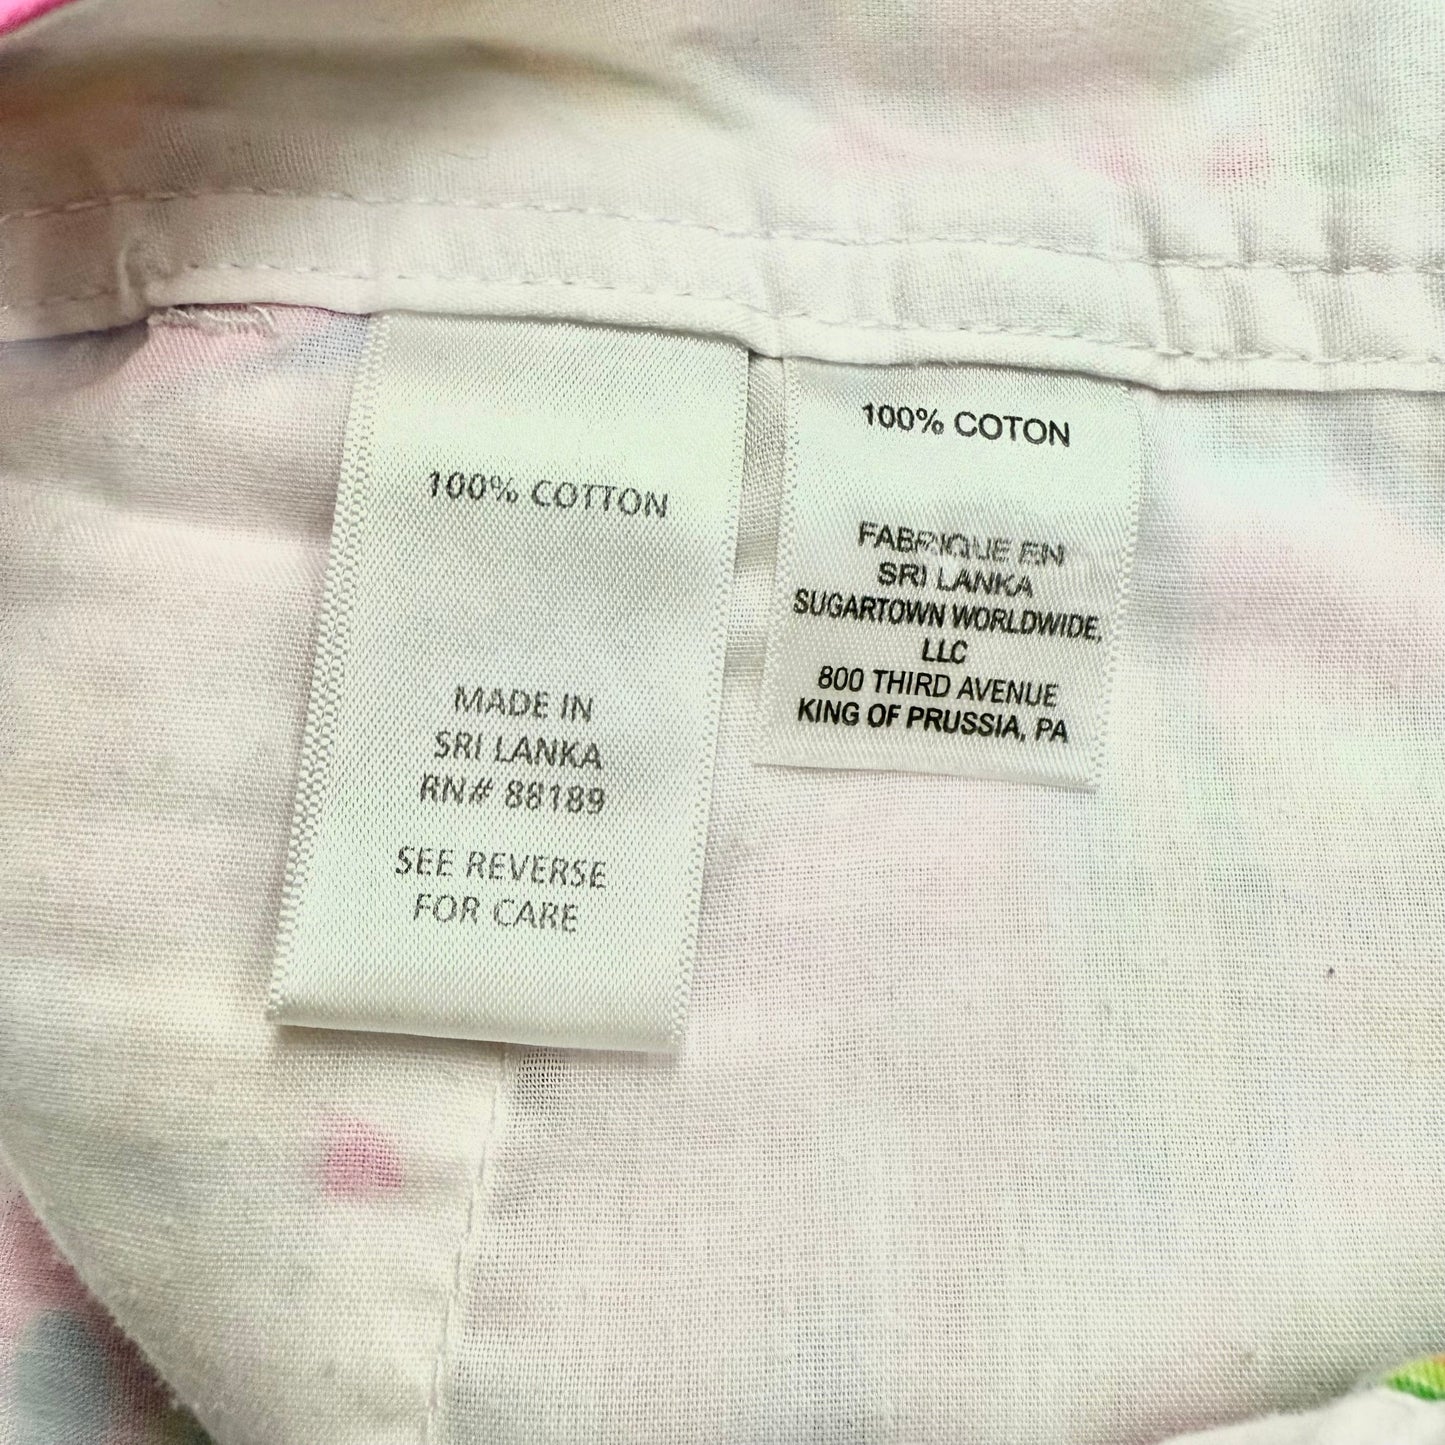 100% COTTON
MADE IN
SRI LANKA
RN# 88189
SEE REVERSE
FOR CARE
100% COTON
FABRIQUE EN
SRI LANKA
SUGARTOWN WORLDWIDE,
LLC
800 THIRD AVENUE
KING OF PRUSSIA, PA